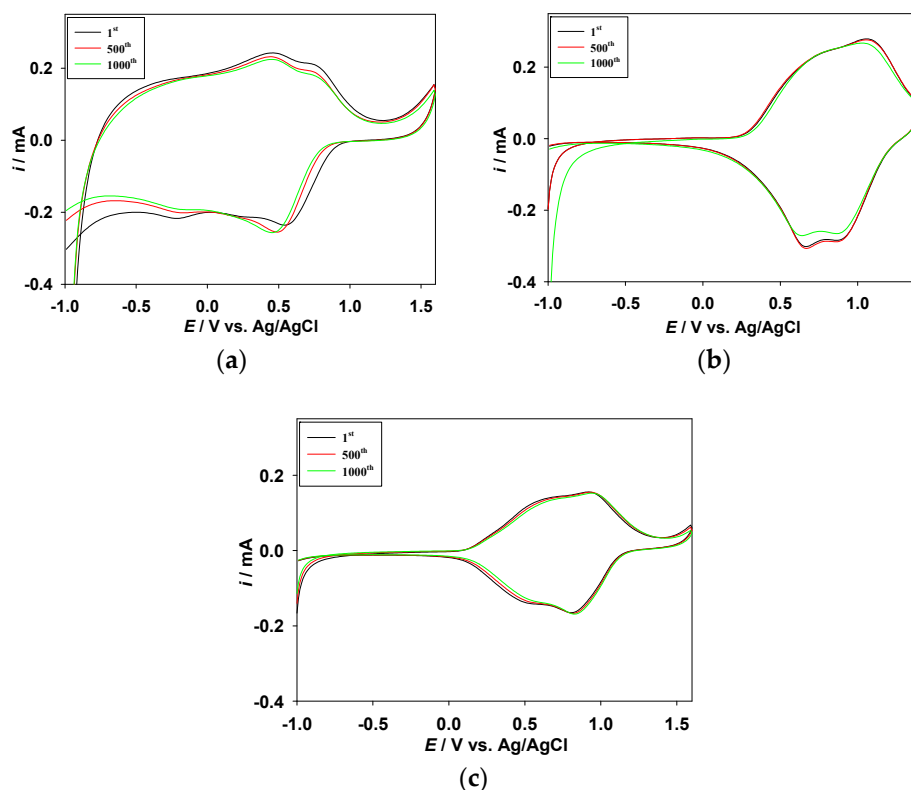 1st
500th
1000th
i / mA
0.2
0.0
-0.2
-0.4
-1.0 -0.5 0.0 0.5 1.0 1.5
E / V vs. Ag/AgCl
(a)
1st
500th
1000th
i / mA
0.2
0.0
-0.2
-0.4
-1.0 -0.5 0.0 0.5 1.0
E / V vs. Ag/AgCl
(b)
1st
500th
1000th
i / mA
0.2
0.0
-0.2
-0.4
-1.0 -0.5 0.0 0.5 1.0 1.5
E / V vs. Ag/AgCl
(c)